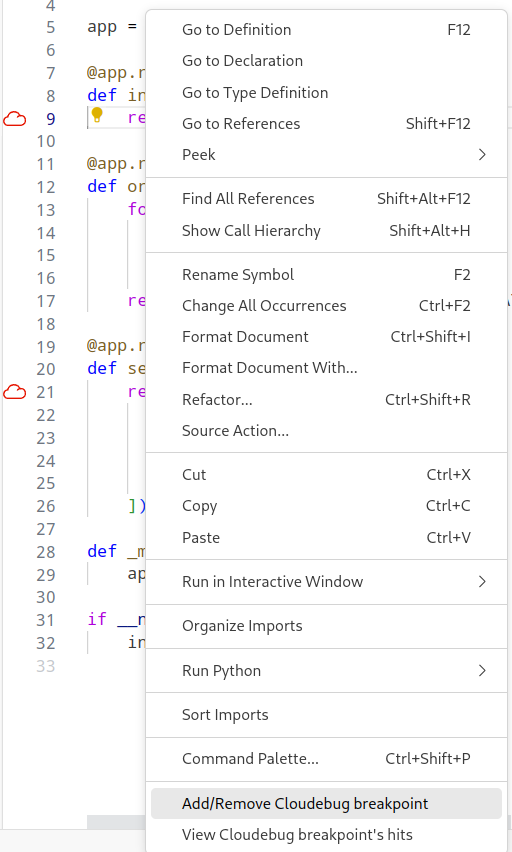 4
5 app =
6
7 @app.r
8 def in
9 re
10
11 @app.r
12 def or
13 fo
14
15
16
17 re
18
19 @app.r
20 def se
21 re
22
23
24
25
26 ])
27
28 def _m
29 ap
30
31 if __n
32 in
33
Go to Definition F12
Go to Declaration
Go to Type Definition
Go to References Shift+F12
Peek
Find All References Shift+Alt+F12
Show Call Hierarchy Shift+Alt+H
Rename Symbol F2
Change All Occurrences Ctrl+F2
Format Document Ctrl+Shift+I
Format Document With...
Refactor... Ctrl+Shift+R
Source Action...
Cut Ctrl+X
Copy Ctrl+C
Paste Ctrl+V
Run in Interactive Window
Organize Imports
Run Python
Sort Imports
Command Palette... Ctrl+Shift+P
Add/Remove Cloudebug breakpoint
View Cloudebug breakpoint's hits